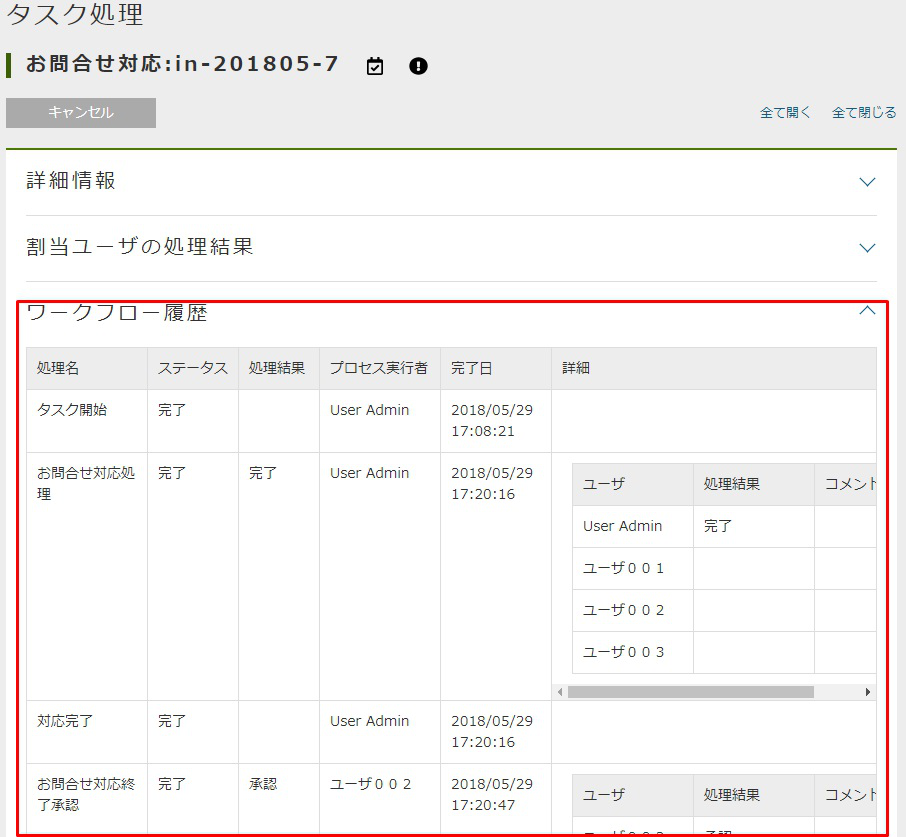 タスク処理
お問合せ対応:in-201805-7
キャンセル
全て開く 全て閉じる
詳細情報
割当ユーザの処理結果
ワークフロー履歴
処理名 ステータス 処理結果 プロセス実行者 完了日 詳細
タスク開始 完了 User Admin 2018/05/29
17:08:21
お問合せ対応処 完了 完了 User Admin 2018/05/29
理 17:20:16
ユーザ 処理結果 コメント
User Admin 完了
ユーザ００１
ユーザ００２
ユーザ００３
対応完了 完了 User Admin 2018/05/29
17:20:16
お問合せ対応終 完了 承認 ユーザ００２ 2018/05/29
了承認 17:20:47
ユーザ 処理結果 コメント